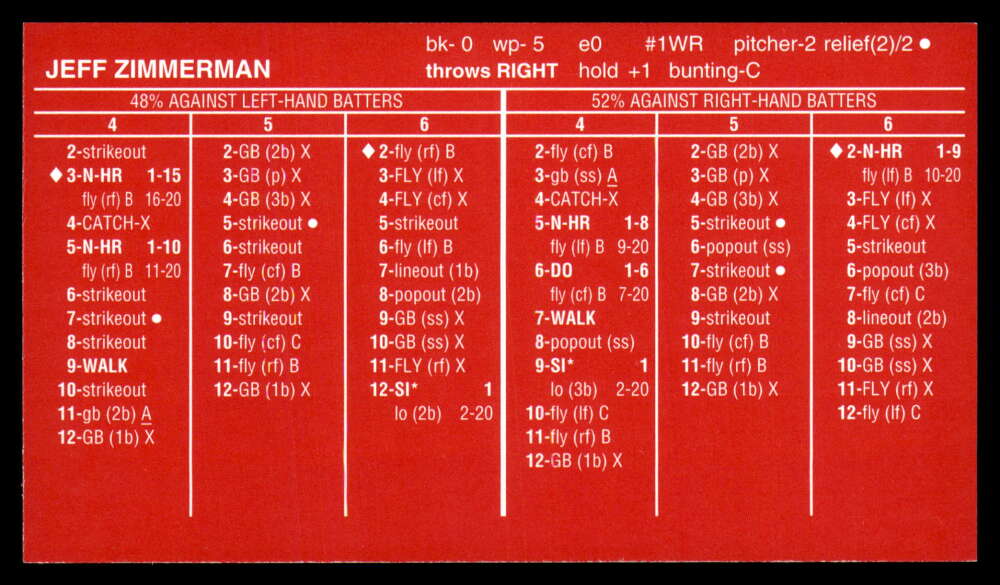 bk- 0 wp- 5 e0 #1WR pitcher-2 relief(2)/2 ●
JEFF ZIMMERMAN throws RIGHT hold +1 bunting-C
48% AGAINST LEFT-HAND BATTERS
4
2-strikeout
◆3-N-HR 1-15
fly (rf) B 16-20
4-CATCH-X
5-N-HR 1-10
fly (rf) B 11-20
6-strikeout
7-strikeout ●
8-strikeout
9-WALK
10-strikeout
11-gb (2b) A
12-GB (1b) X
5
2-GB (2b) X
3-GB (p) X
4-GB (3b) X
5-strikeout ●
6-strikeout
7-fly (cf) B
8-GB (2b) X
9-strikeout
10-fly (cf) C
11-fly (rf) B
12-GB (1b) X
6
◆2-fly (rf) B
3-FLY (lf) X
4-FLY (cf) X
5-strikeout
6-fly (lf) B
7-lineout (1b)
8-popout (2b)
9-GB (ss) X
10-GB (ss) X
11-FLY (rf) X
12-SI* 1
lo (2b) 2-20
52% AGAINST RIGHT-HAND BATTERS
4
2-fly (cf) B
3-gb (ss) A
4-CATCH-X
5-N-HR 1-8
fly (lf) B 9-20
6-DO 1-6
fly (cf) B 7-20
7-WALK
8-popout (ss)
9-SI* 1
lo (3b) 2-20
10-fly (lf) C
11-fly (rf) B
12-GB (1b) X
5
2-GB (2b) X
3-GB (p) X
4-GB (3b) X
5-strikeout ●
6-popout (ss)
7-strikeout ●
8-GB (2b) X
9-strikeout
10-fly (cf) B
11-fly (rf) B
12-GB (1b) X
6
◆2-N-HR 1-9
fly (lf) B 10-20
3-FLY (lf) X
4-FLY (cf) X
5-strikeout
6-popout (3b)
7-fly (cf) C
8-lineout (2b)
9-GB (ss) X
10-GB (ss) X
11-FLY (rf) X
12-fly (lf) C